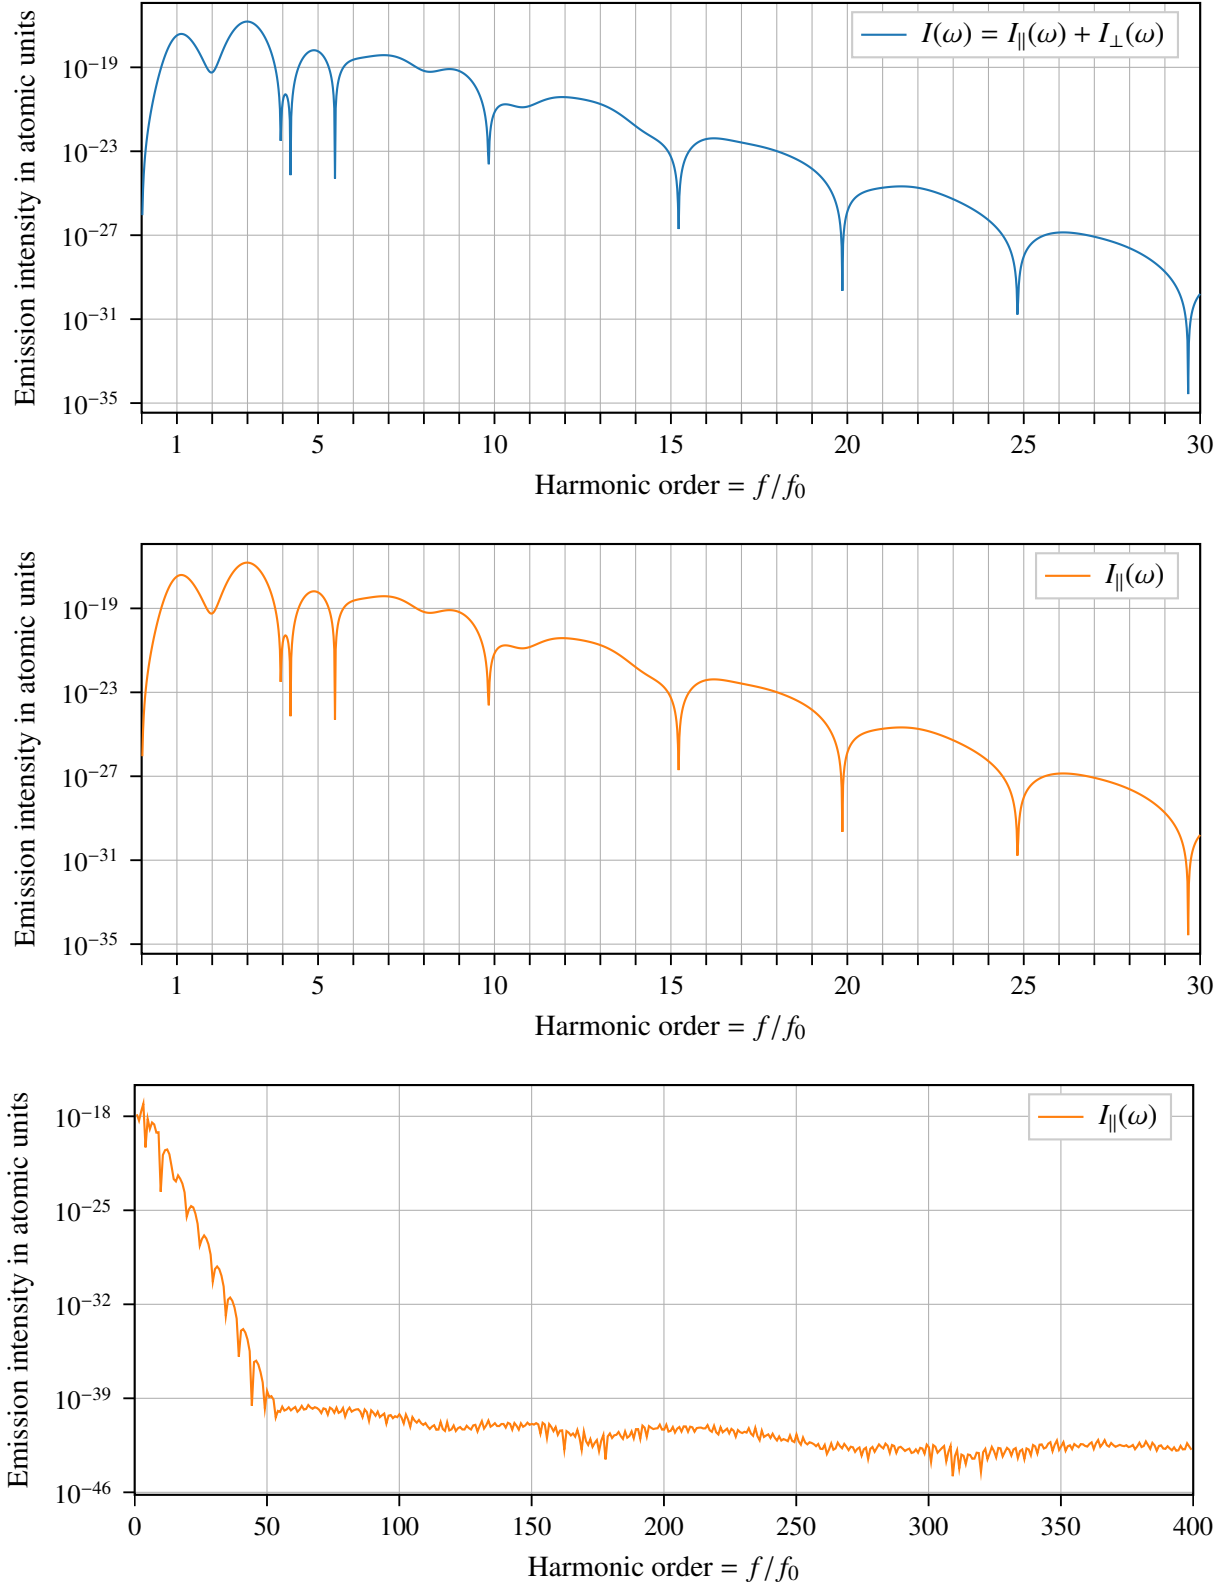 Emission intensity in atomic units
I(ω) = I∥(ω) + I⊥(ω)
10⁻¹⁹
10⁻²³
10⁻²⁷
10⁻³¹
10⁻³⁵
1 5 10 15 20 25 30
Harmonic order = f/f₀
Emission intensity in atomic units
I∥(ω)
10⁻¹⁹
10⁻²³
10⁻²⁷
10⁻³¹
10⁻³⁵
1 5 10 15 20 25 30
Harmonic order = f/f₀
Emission intensity in atomic units
I∥(ω)
10⁻¹⁸
10⁻²⁵
10⁻³²
10⁻³⁹
10⁻⁴⁶
0 50 100 150 200 250 300 350 400
Harmonic order = f/f₀